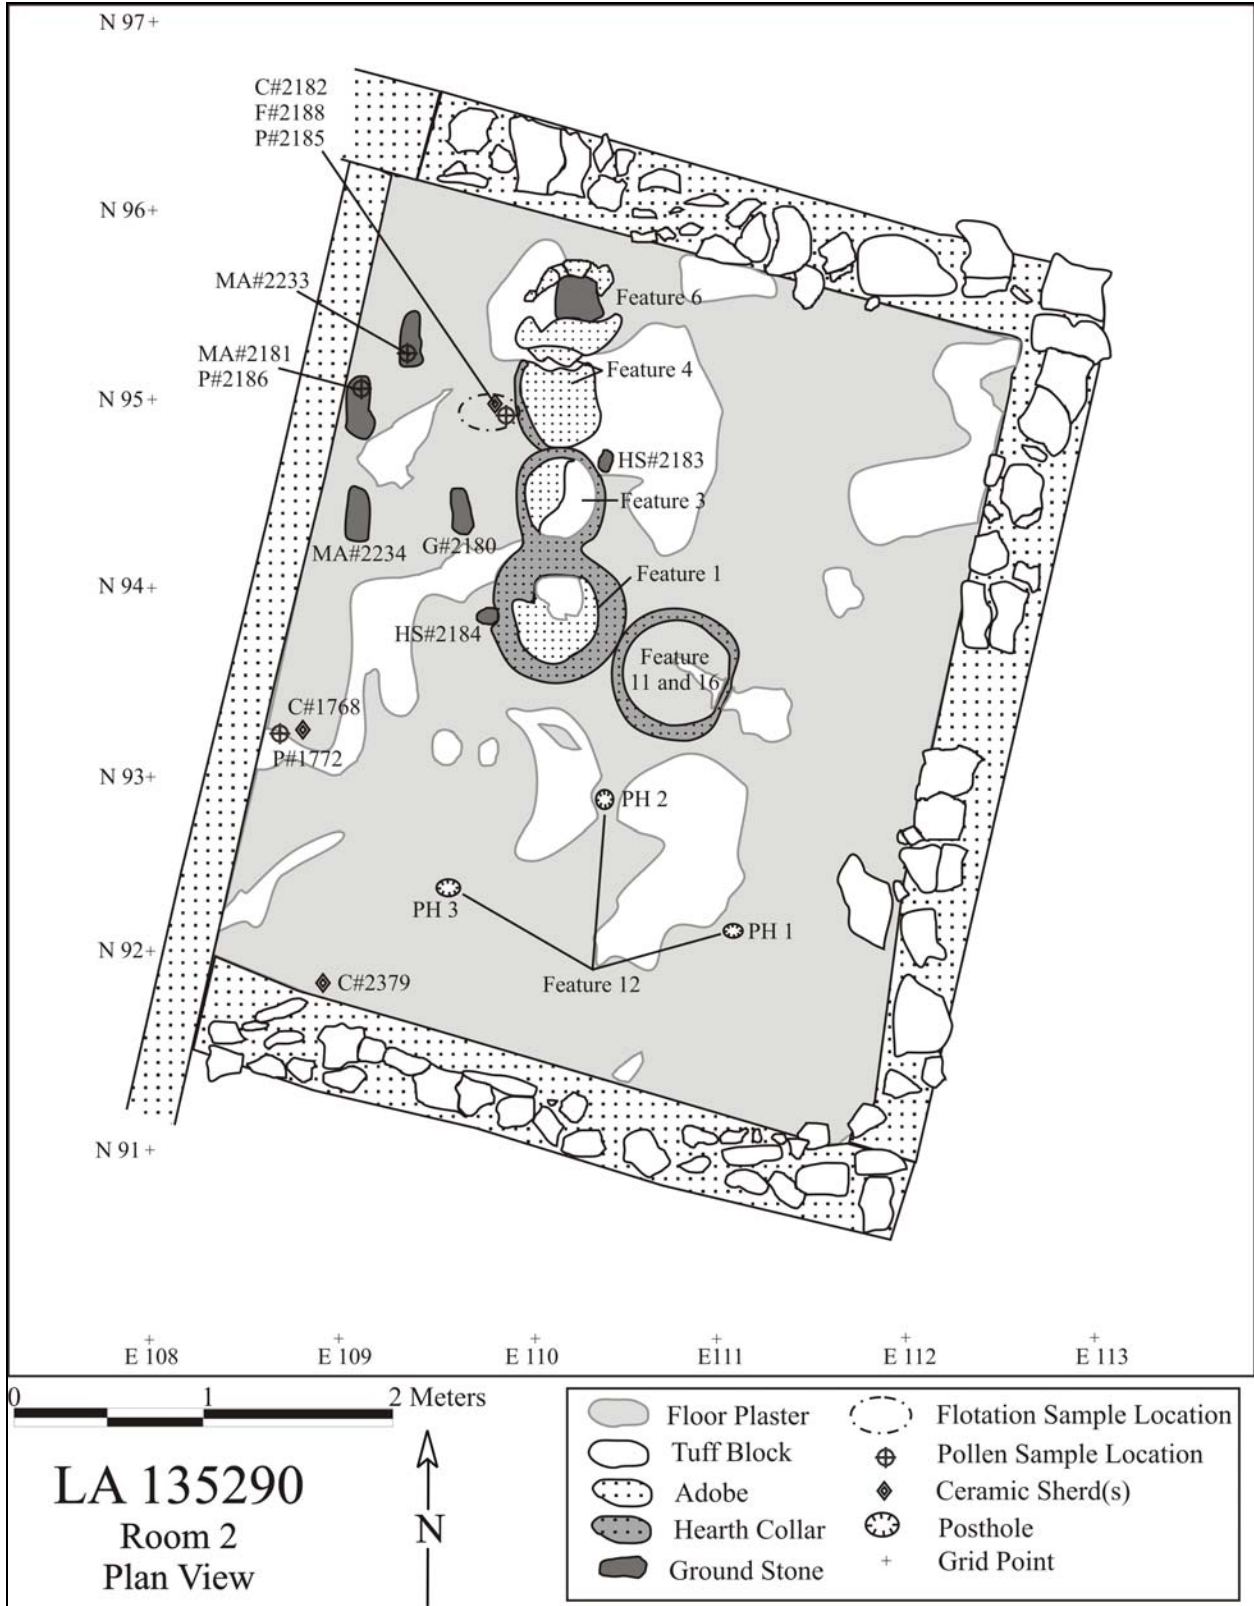 N 97+
C#2182
F#2188
P#2185
N 96+
MA#2233
Feature 6
MA#2181
P#2186
Feature 4
N 95+
HS#2183
Feature 3
MA#2234
G#2180
N 94+
Feature 1
HS#2184
Feature
11 and 16
C#1768
P#1772
N 93+
PH 2
PH 3
PH 1
N 92+
C#2379
Feature 12
N 91 +
+ + + + + +
E 108 E 109 E 110 E111 E 112 E 113
0 1 2 Meters
LA 135290
Room 2
Plan View
N
Floor Plaster
Tuff Block
Adobe
Hearth Collar
Ground Stone
Flotation Sample Location
Pollen Sample Location
Ceramic Sherd(s)
Posthole
+ Grid Point